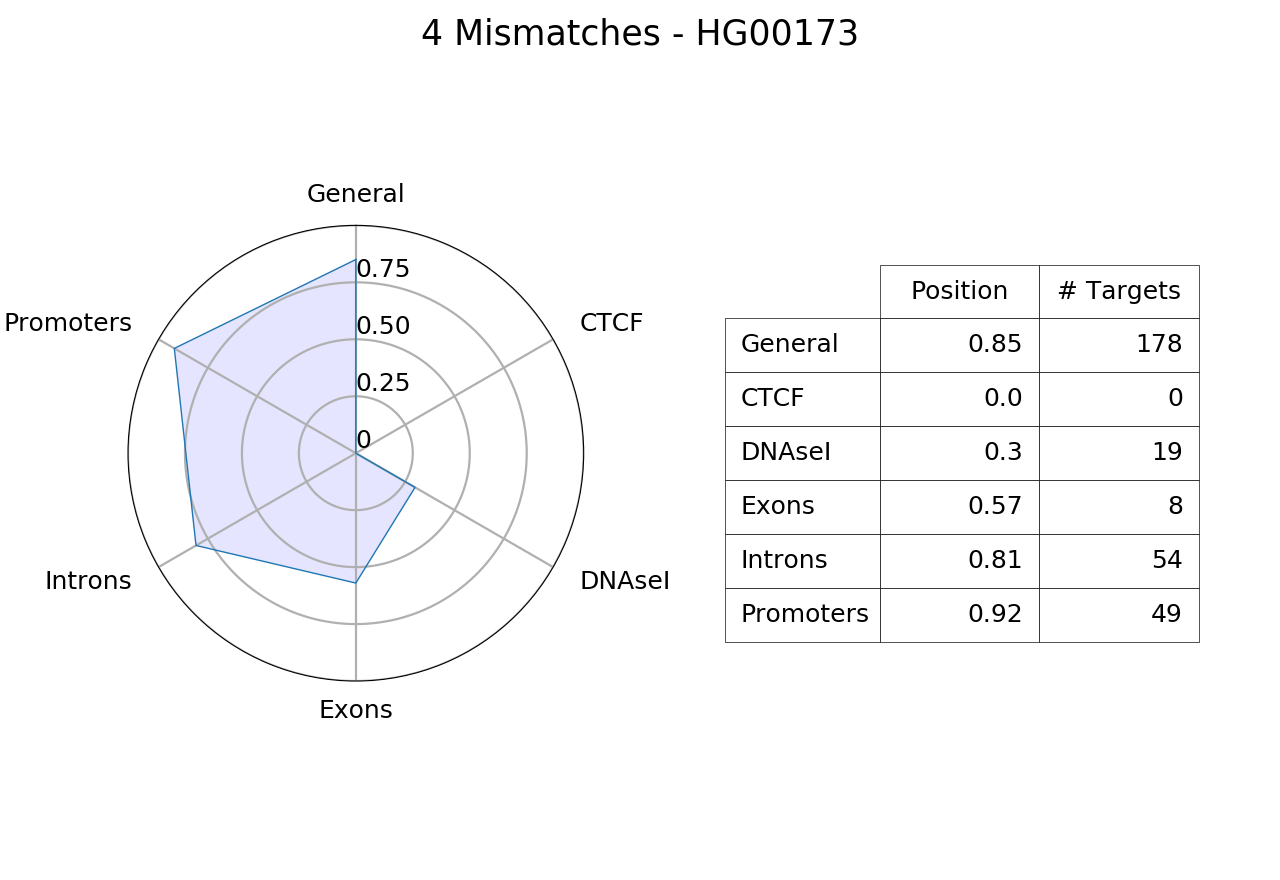 4 Mismatches - HG00173
General
0.75
Promoters
CTCF
0.50
0.25
0
Introns
DNAseI
Exons
Position # Targets
General 0.85 178
CTCF 0.0 0
DNAseI 0.3 19
Exons 0.57 8
Introns 0.81 54
Promoters 0.92 49